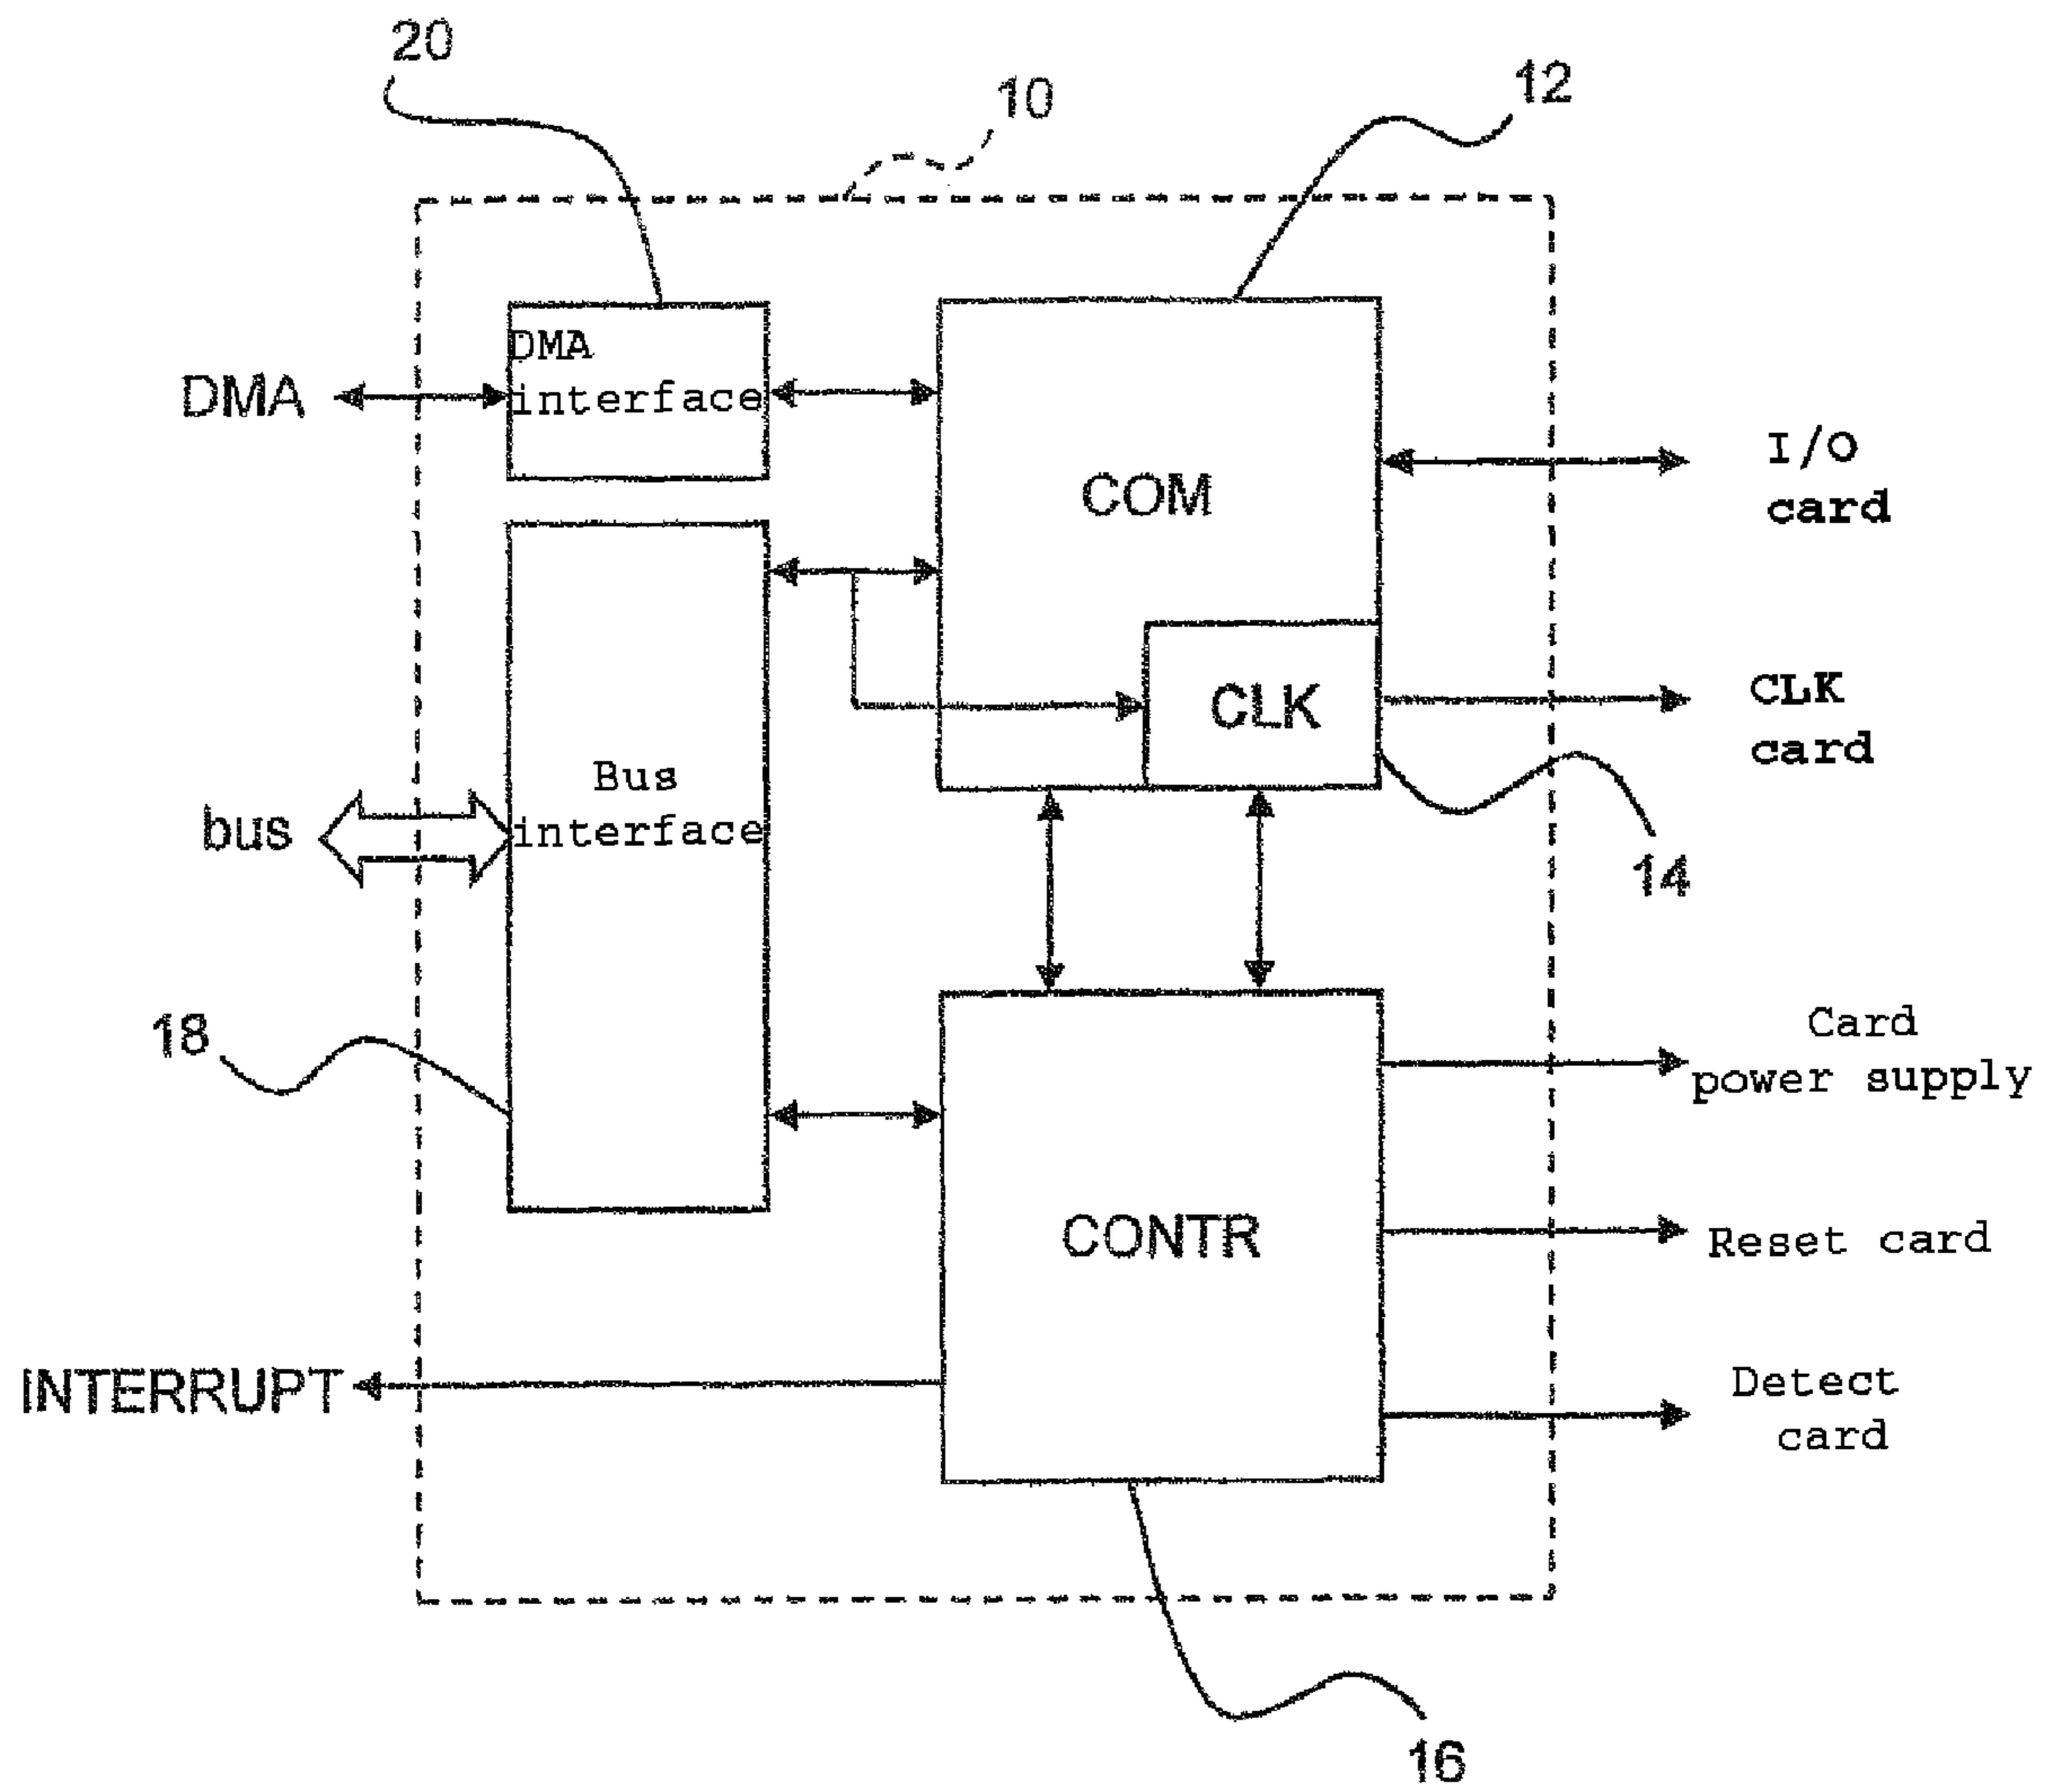 20
10
12
DMA
interface
DMA
COM
I/O
card
CLK
CLK
card
Bus
interface
bus
14
18
Card
power supply
CONTR
Reset card
INTERRUPT
Detect
card
16